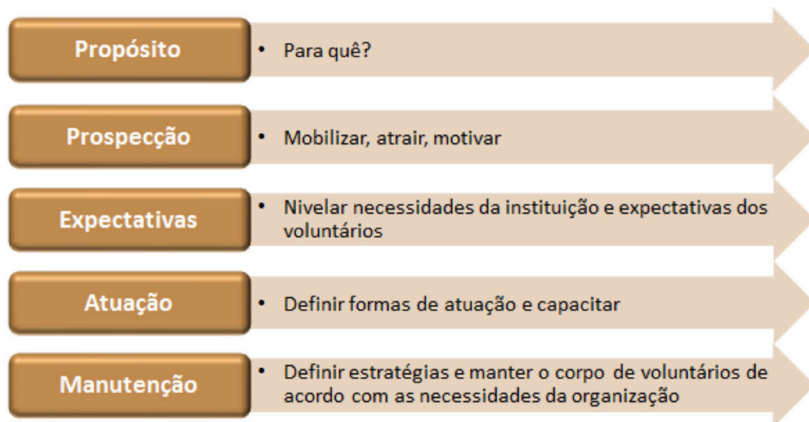 Propósito
• Para quê?
Prospecção
• Mobilizar, atrair, motivar
Expectativas
• Nivelar necessidades da instituição e expectativas dos
voluntários
Atuação
• Definir formas de atuação e capacitar
Manutenção
• Definir estratégias e manter o corpo de voluntários de
acordo com as necessidades da organização